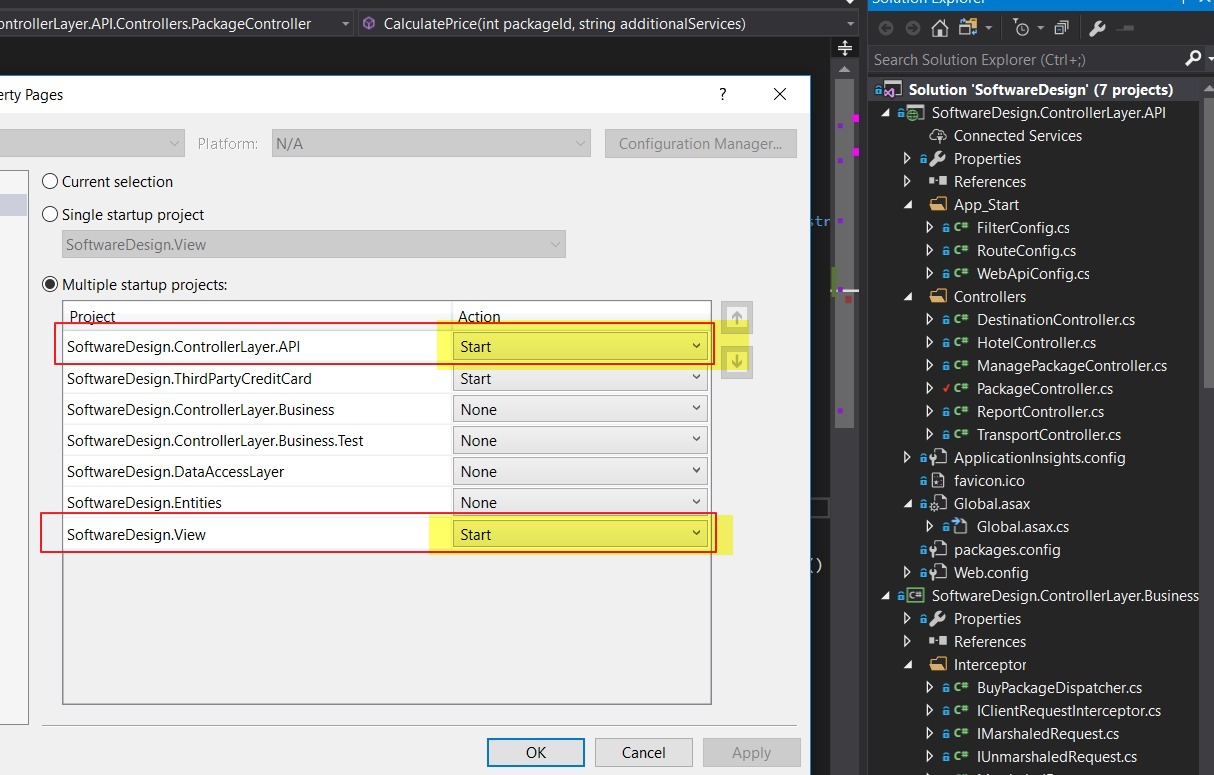 ontrollerLayer.API.Controllers.PackageController
CalculatePrice(int packageId, string additionalServices)
erty Pages
?
Platform:
N/A
Configuration Manager...
Current selection
Single startup project
SoftwareDesign.View
Multiple startup projects:
Project Action
SoftwareDesign.ControllerLayer.API Start
SoftwareDesign.ThirdPartyCreditCard Start
SoftwareDesign.ControllerLayer.Business None
SoftwareDesign.ControllerLayer.Business.Test None
SoftwareDesign.DataAccessLayer None
SoftwareDesign.Entities None
SoftwareDesign.View Start
OK Cancel Apply
str
()
Solution Explorer
Search Solution Explorer (Ctrl+;)
Solution 'SoftwareDesign' (7 projects)
SoftwareDesign.ControllerLayer.API
Connected Services
Properties
References
App_Start
C# FilterConfig.cs
C# RouteConfig.cs
C# WebApiConfig.cs
Controllers
C# DestinationController.cs
C# HotelController.cs
C# ManagePackageController.cs
C# PackageController.cs
C# ReportController.cs
C# TransportController.cs
ApplicationInsights.config
favicon.ico
Global.asax
Global.asax.cs
packages.config
Web.config
C# SoftwareDesign.ControllerLayer.Business
Properties
References
Interceptor
C# BuyPackageDispatcher.cs
C# IClientRequestInterceptor.cs
C# IMarshaledRequest.cs
C# IUnmarshaledRequest.cs